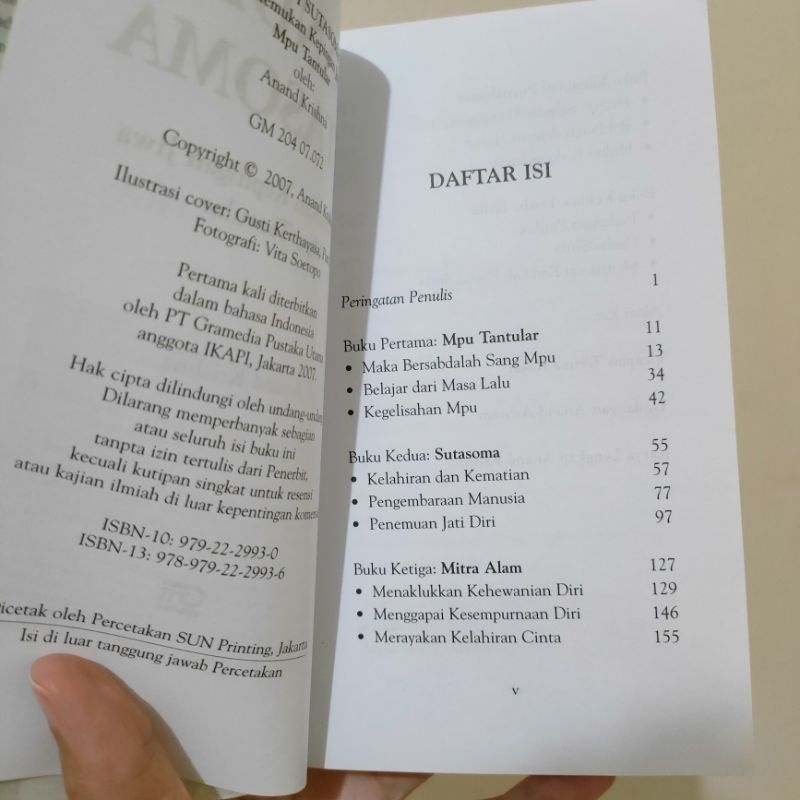 SUTASOMA
Mpu Tantular
oleh:
Anand Krishna
GM 204 07.072
Copyright © 2007, Anand
Ilustrasi cover: Gusti Kerthayasa,
Fotografi: Vita Soetopo
Pertama kali diterbitkan
dalam bahasa Indonesia
oleh PT Gramedia Pustaka Utama
anggota IKAPI, Jakarta 2007.
Hak cipta dilindungi oleh
Dilarang memperbanyak sebagian
atau seluruh isi buku ini
tanpta izin tertulis dari Penerbit,
kecuali kutipan singkat untuk resensi
atau kajian ilmiah di luar kepentingan
ISBN-10: 979-22-2993-0
ISBN-13: 978-979-22-2993-6
Dicetak oleh Percetakan SUN Printing, Jakarta
Isi di luar tanggung jawab Percetakan
DAFTAR ISI
Peringatan Penulis 1
Buku Pertama: Mpu Tantular 11
• Maka Bersabdalah Sang Mpu 13
• Belajar dari Masa Lalu 34
• Kegelisahan Mpu 42
Buku Kedua: Sutasoma 55
• Kelahiran dan Kematian 57
• Pengembaraan Manusia 77
• Penemuan Jati Diri 97
Buku Ketiga: Mitra Alam 127
• Menaklukkan Kehewanian Diri 129
• Menggapai Kesempurnaan Diri 146
• Merayakan Kelahiran Cinta 155
v